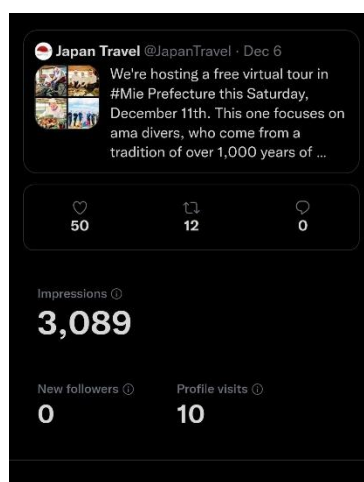 Japan Travel @JapanTravel · Dec 6
We're hosting a free virtual tour in
#Mie Prefecture this Saturday,
December 11th. This one focuses on
ama divers, who come from a
tradition of over 1,000 years of ...
50 12 0
Impressions
3,089
New followers Profile visits
0 10